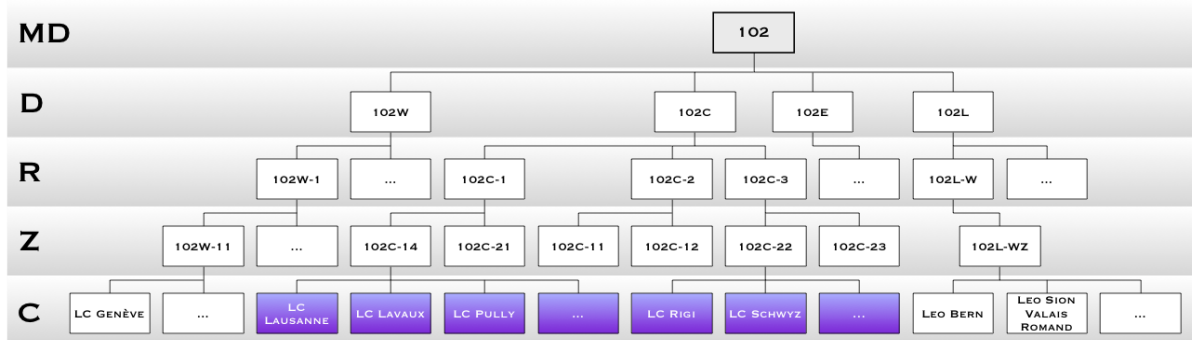 MD
102
D
102W
102C
102E
102L
R
102W-1
...
102C-1
102C-2
102C-3
...
102L-W
...
Z
102W-11
...
102C-14
102C-21
102C-11
102C-12
102C-22
102C-23
102L-WZ
C
LC Genève
...
LC
Lausanne
LC Lavaux
LC Pully
...
LC Rigi
LC Schwyz
...
Leo Bern
Leo Sion
Valais
Romand
...